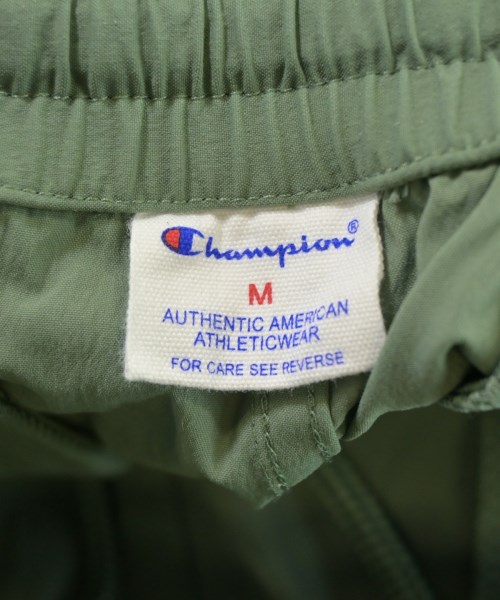 Champion®
M
AUTHENTIC AMERICAN
ATHLETICWEAR
FOR CARE SEE REVERSE